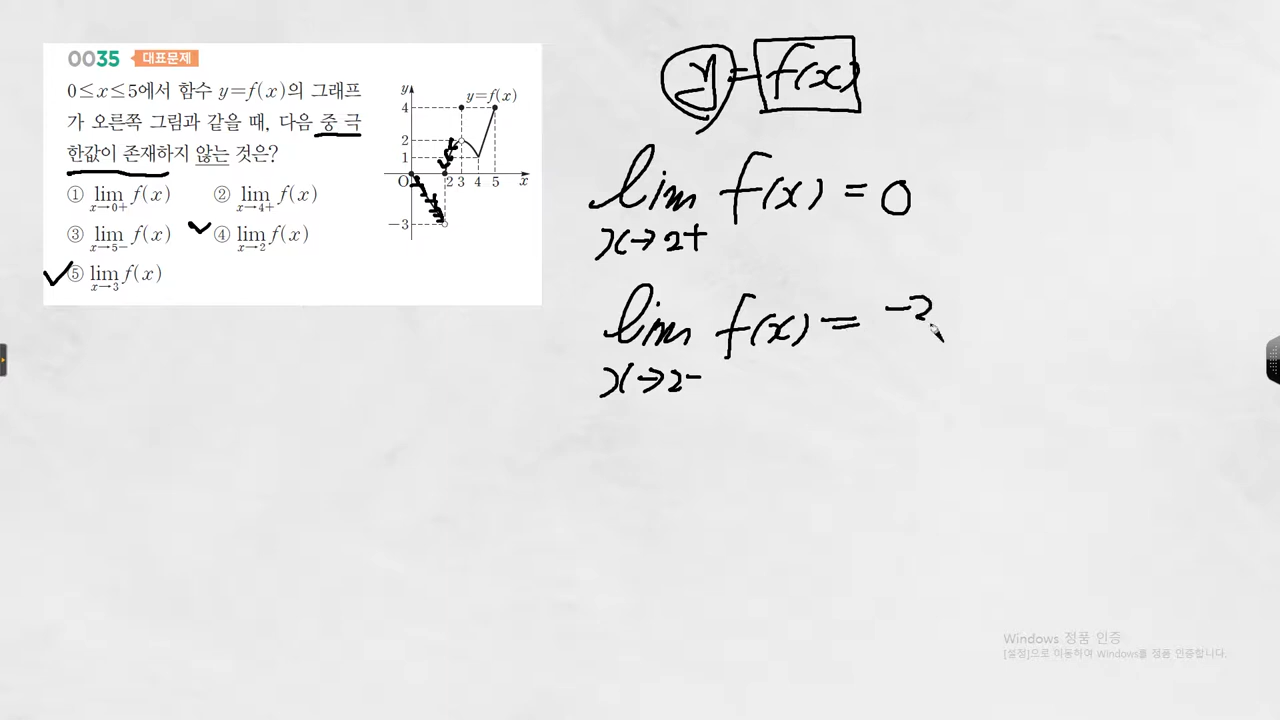 0035 대표문제
0≤x≤5에서 함수 y=f(x)의 그래프
가 오른쪽 그림과 같을 때, 다음 중 극
한값이 존재하지 않는 것은?
① lim x→0+ f(x) ② lim x→4+ f(x)
③ lim x→5- f(x) ④ lim x→2 f(x)
⑤ lim x→3 f(x)
y
y=f(x)
4
2
1
O 2 3 4 5 x
-3
y = f(x)
lim f(x) = 0
x→2+
lim f(x) =
x→2-
Windows 정품 인증
[설정]으로 이동하여 Windows를 정품 인증합니다.